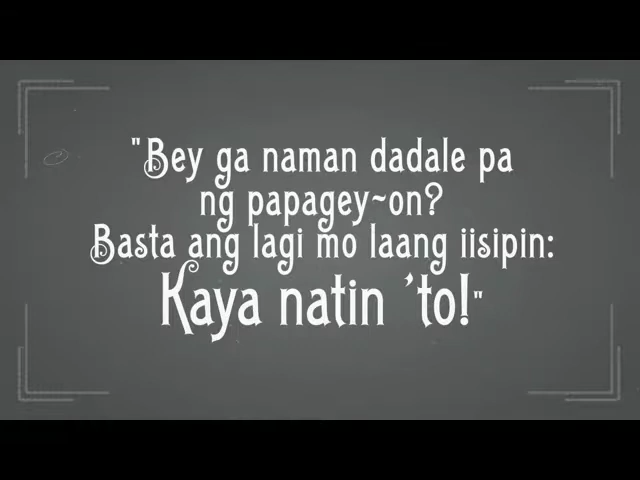 "Bey ga naman dadale pa
ng papagey~on?
Basta ang lagi mo laang iisipin:
Kaya natin 'to!"